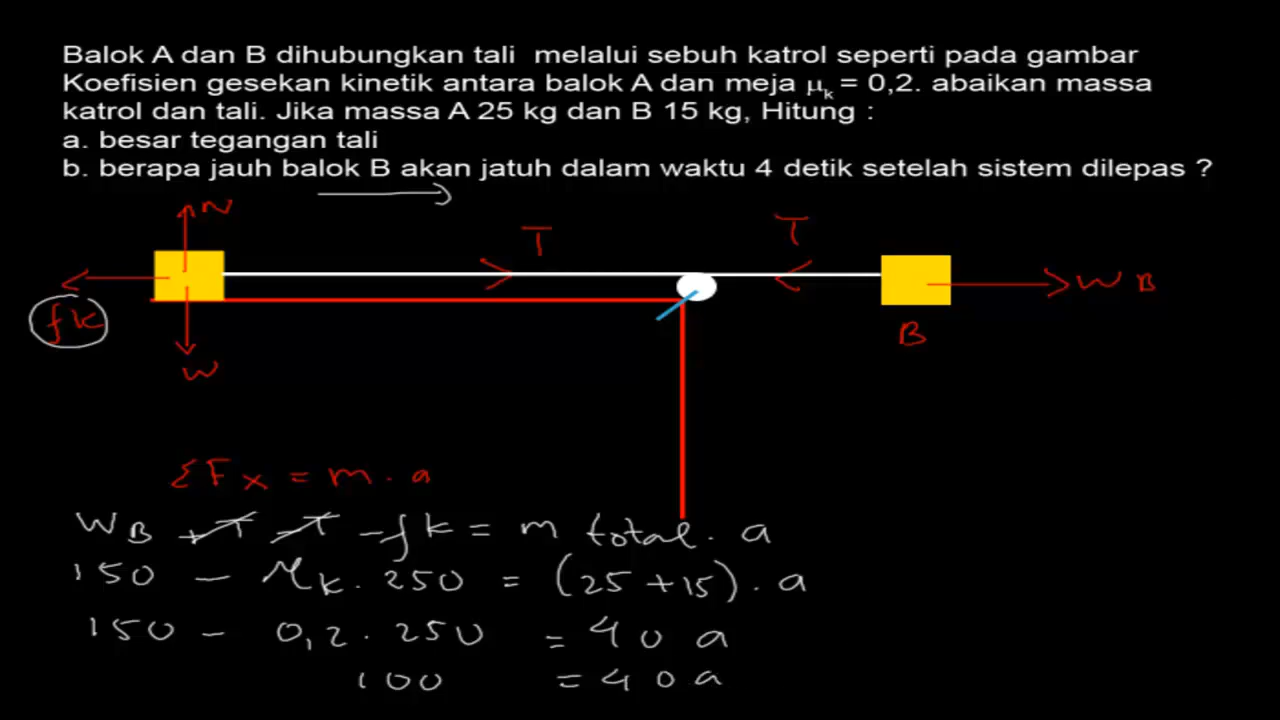 Balok A dan B dihubungkan tali melalui sebuh katrol seperti pada gambar
Koefisien gesekan kinetik antara balok A dan meja μk = 0,2. abaikan massa
katrol dan tali. Jika massa A 25 kg dan B 15 kg, Hitung :
a. besar tegangan tali
b. berapa jauh balok B akan jatuh dalam waktu 4 detik setelah sistem dilepas ?
N
T
T
fk
W
W B
B
ΣFx = m . a
WB + T - T - fk = m total . a
150 - μk . 250 = (25 + 15) . a
150 - 0,2 . 250 = 40 a
100 = 40 a